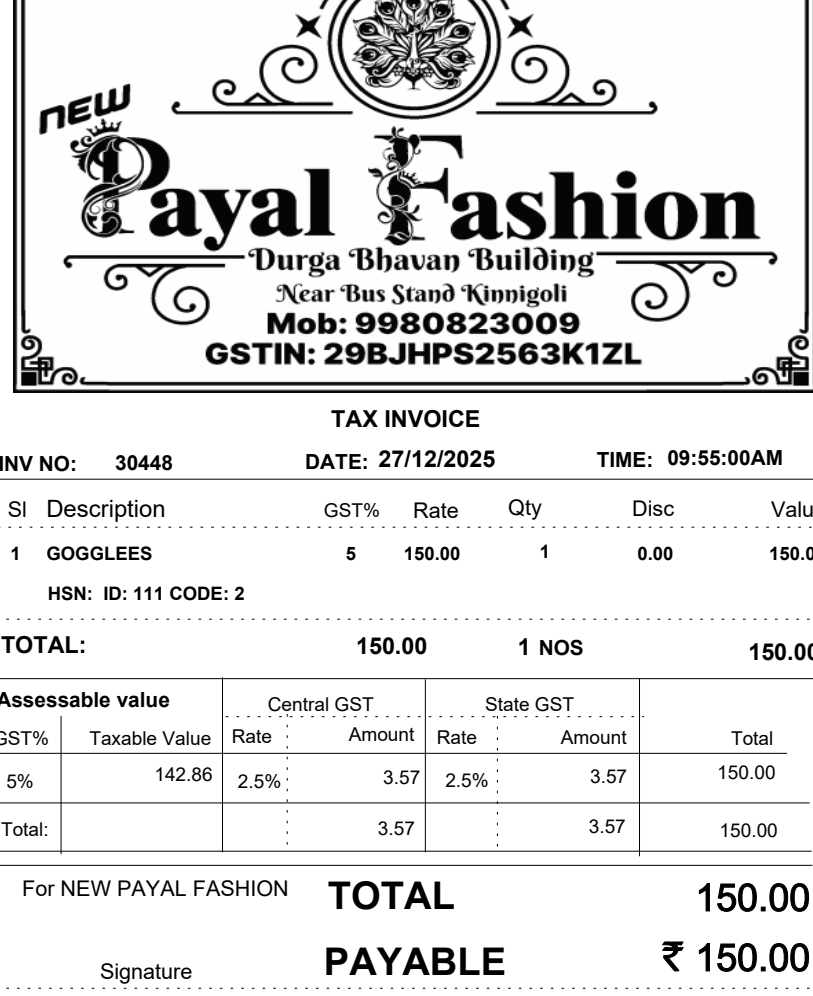 NEW
Payal Fashion
Durga Bhavan Building
Near Bus Stand Kinnigoli
Mob: 9980823009
GSTIN: 29BJHPS2563K1ZL
TAX INVOICE
INV NO: 30448 DATE: 27/12/2025 TIME: 09:55:00AM
Sl Description GST% Rate Qty Disc Valu
1 GOGGLEES 5 150.00 1 0.00 150.0
HSN: ID: 111 CODE: 2
TOTAL: 150.00 1 NOS 150.00
Assessable value Central GST State GST
GST% Taxable Value Rate Amount Rate Amount Total
5% 142.86 2.5% 3.57 2.5% 3.57 150.00
Total: 3.57 3.57 150.00
For NEW PAYAL FASHION TOTAL 150.00
Signature PAYABLE ₹ 150.00